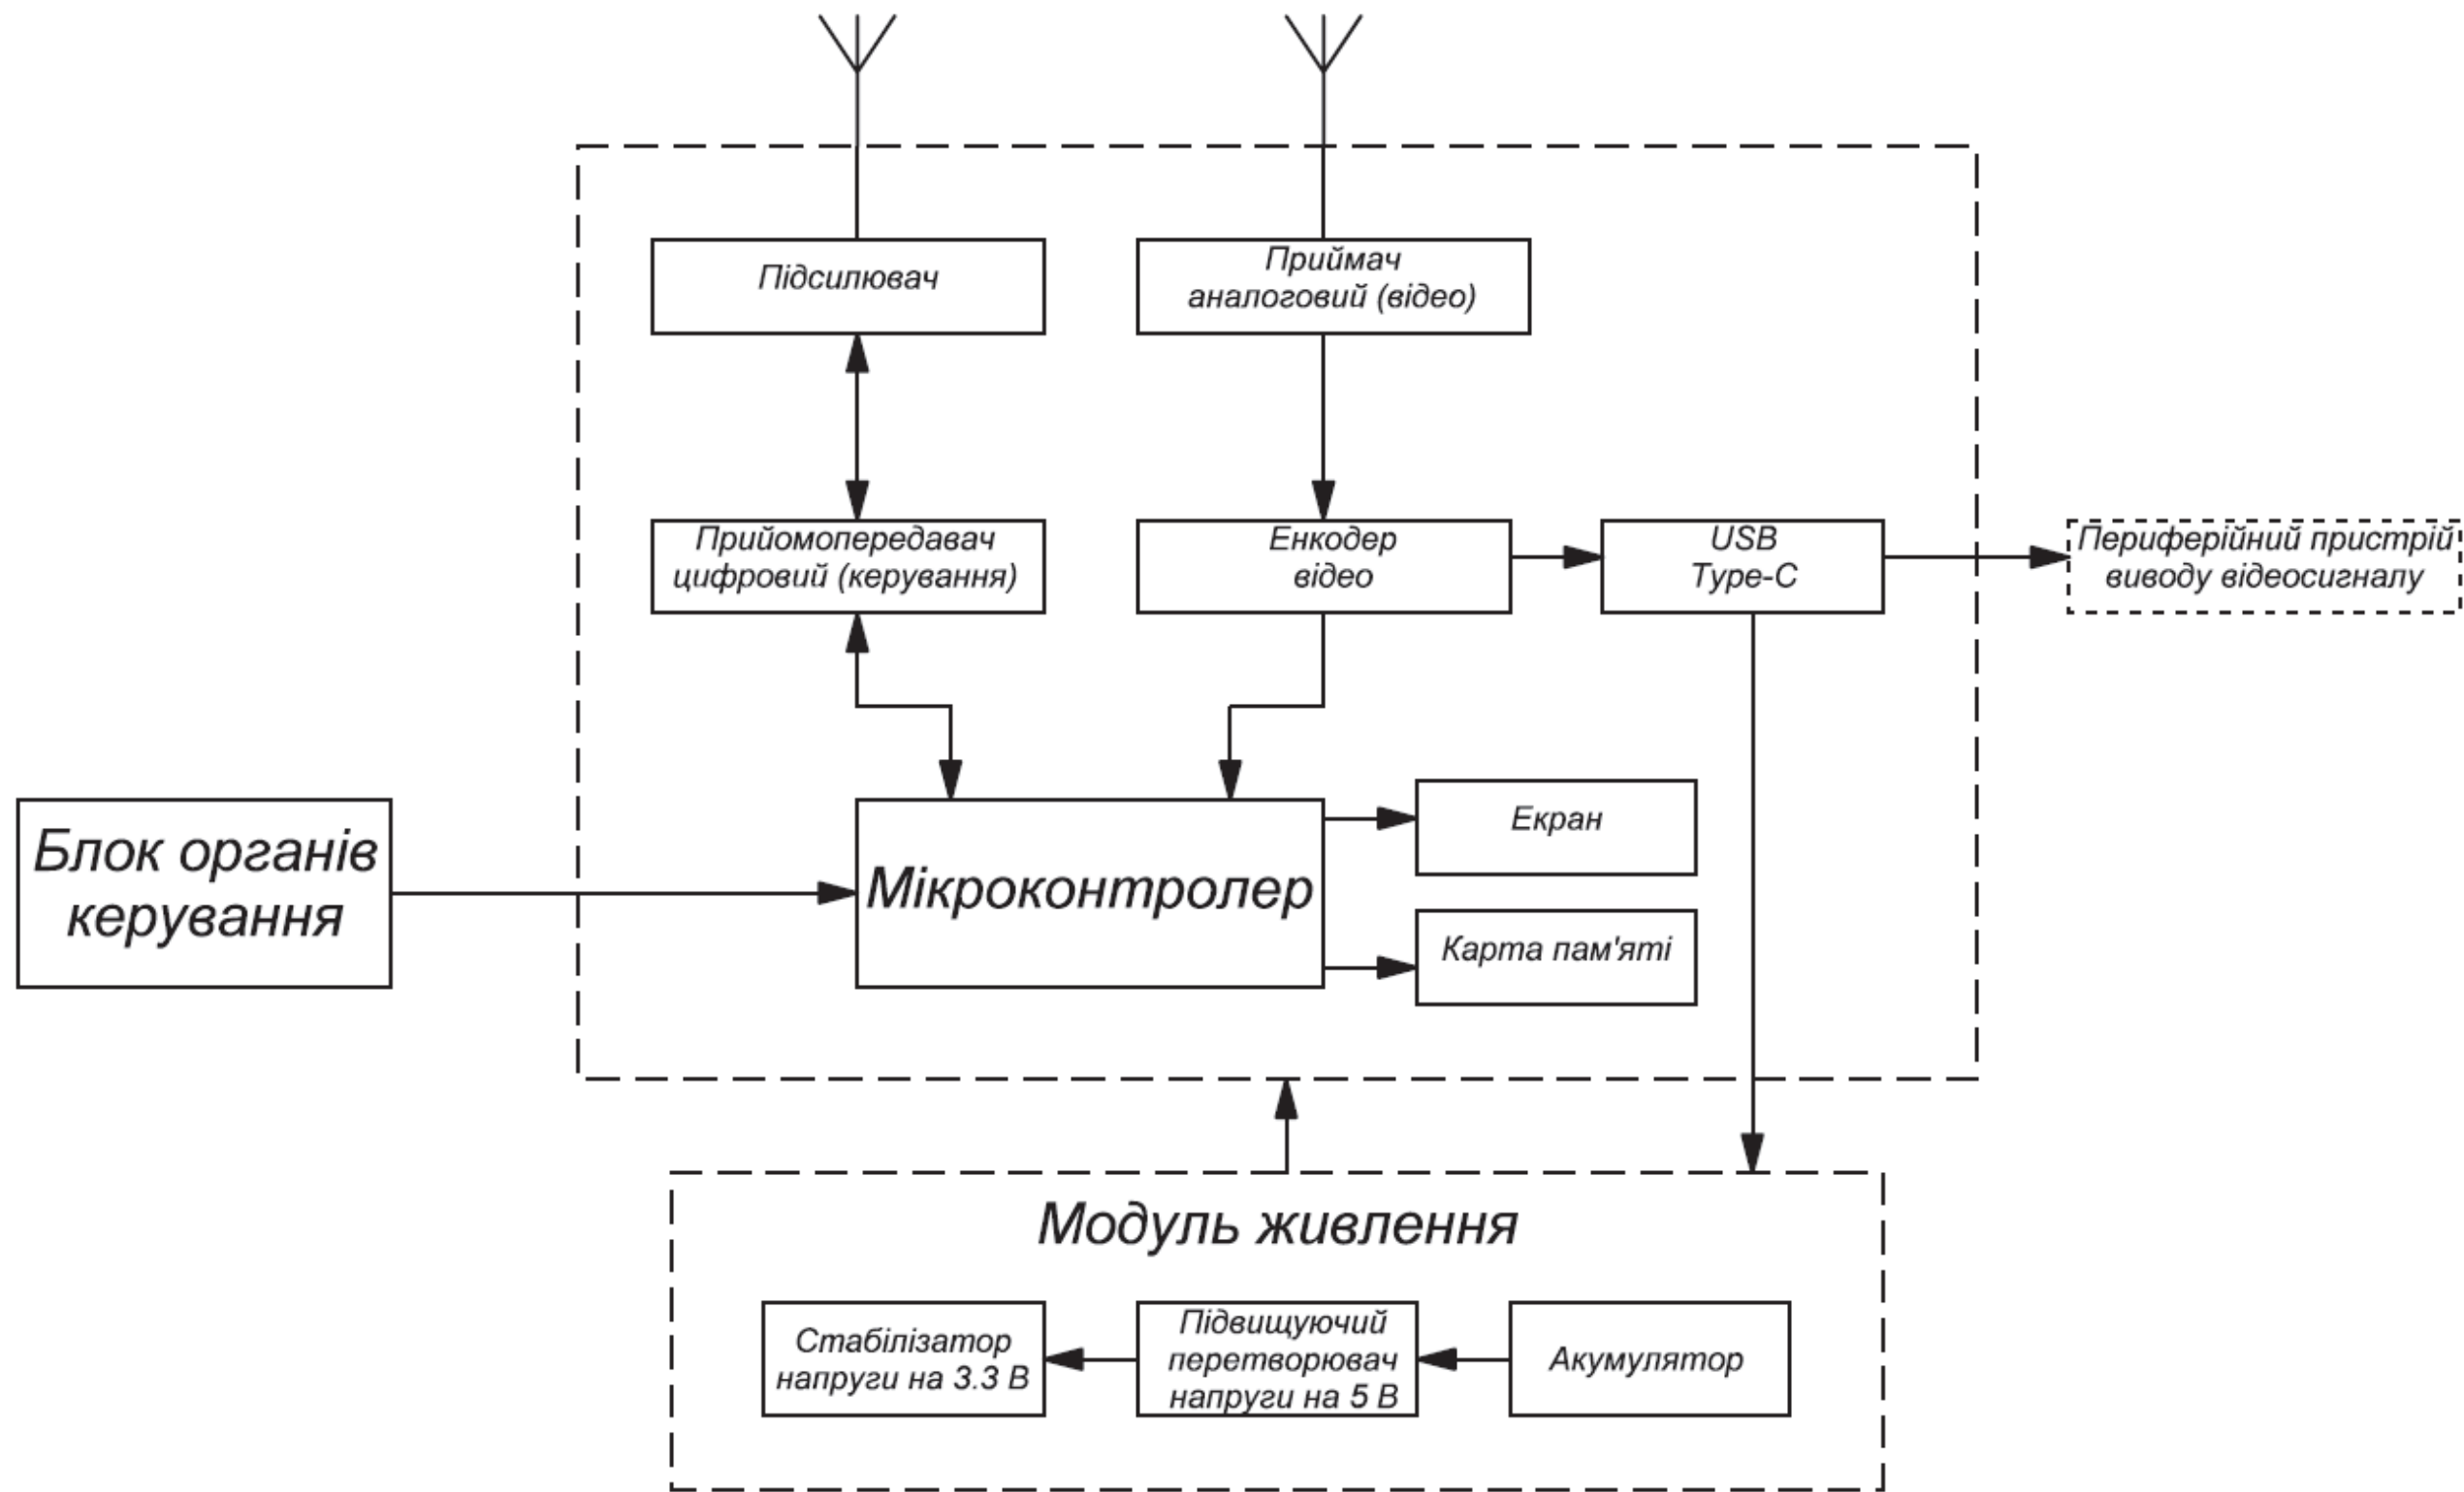 Підсилювач
Приймач
аналоговий (відео)
Прийомопередавач
цифровий (керування)
Енкодер
відео
USB
Type-C
Периферійний пристрій
виводу відеосигналу
Блок органів
керування
Мікроконтролер
Екран
Карта пам'яті
Модуль живлення
Стабілізатор
напруги на 3.3 В
Підвищуючий
перетворювач
напруги на 5 В
Акумулятор